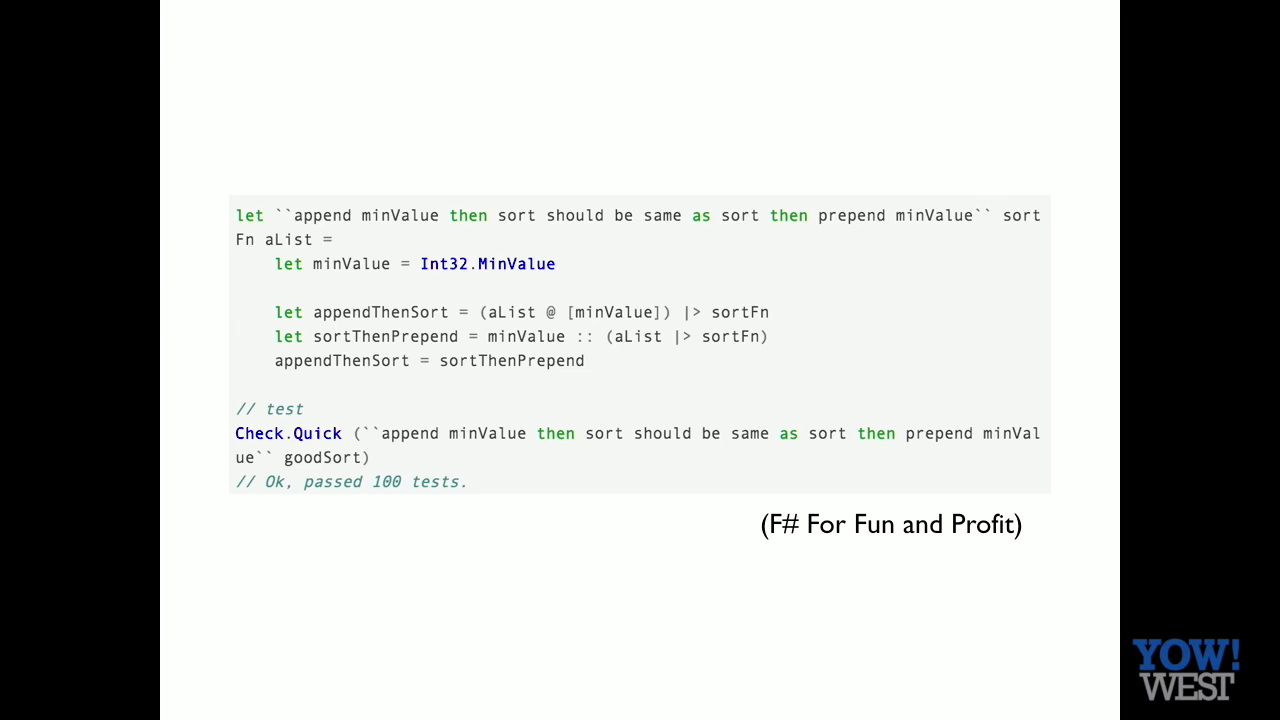 let ``append minValue then sort should be same as sort then prepend minValue`` sort
Fn aList =
    let minValue = Int32.MinValue
    let appendThenSort = (aList @ [minValue]) |> sortFn
    let sortThenPrepend = minValue :: (aList |> sortFn)
    appendThenSort = sortThenPrepend
// test
Check.Quick (``append minValue then sort should be same as sort then prepend minVal
ue`` goodSort)
// Ok, passed 100 tests.
(F# For Fun and Profit)
YOW!
WEST